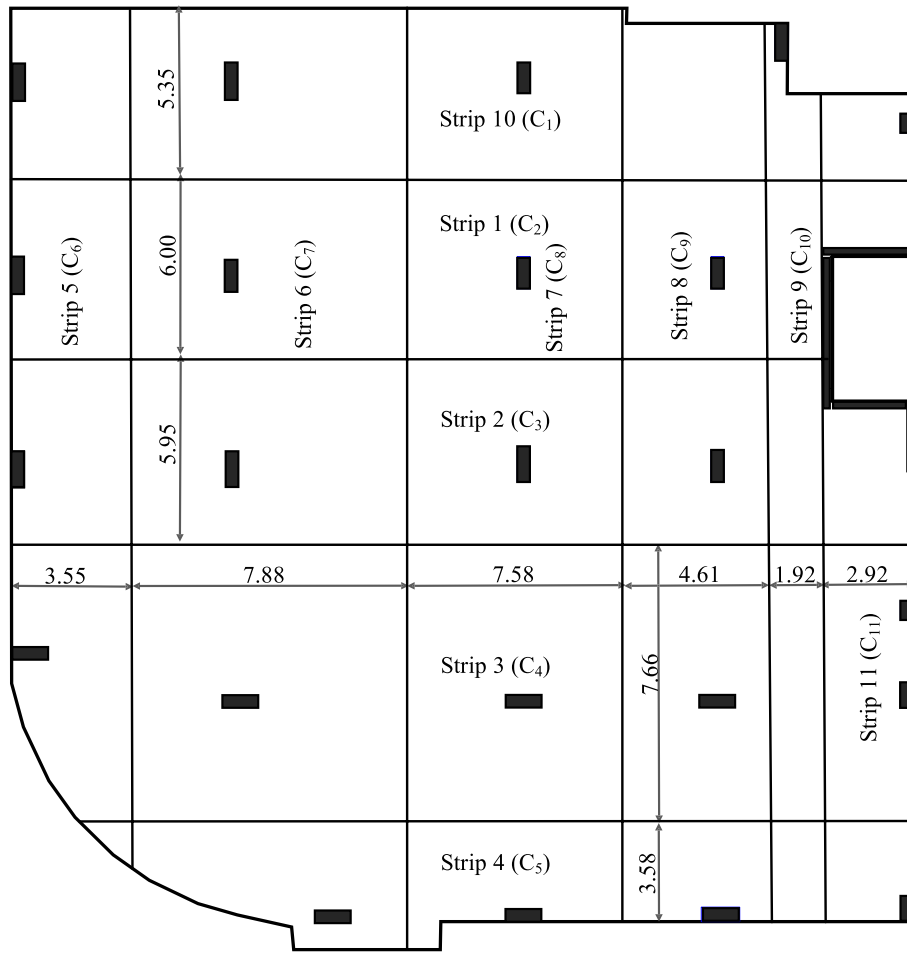 5.35
Strip 10 (C₁)
Strip 5 (C₆)
6.00
Strip 6 (C₇)
Strip 1 (C₂)
Strip 7 (C₈)
Strip 8 (C₉)
Strip 9 (C₁₀)
5.95
Strip 2 (C₃)
3.55
7.88
7.58
4.61
1.92
2.92
Strip 3 (C₄)
7.66
Strip 11 (C₁₁)
Strip 4 (C₅)
3.58